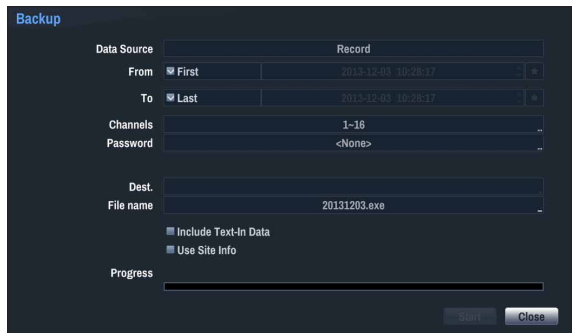 Backup
Data Source Record
From First 2013-12-03 10:28:17
To Last 2013-12-03 10:28:17
Channels 1~16 ...
Password <None> ...
Dest.
File name 20131203.exe ...
Include Text-In Data
Use Site Info
Progress
Start Close